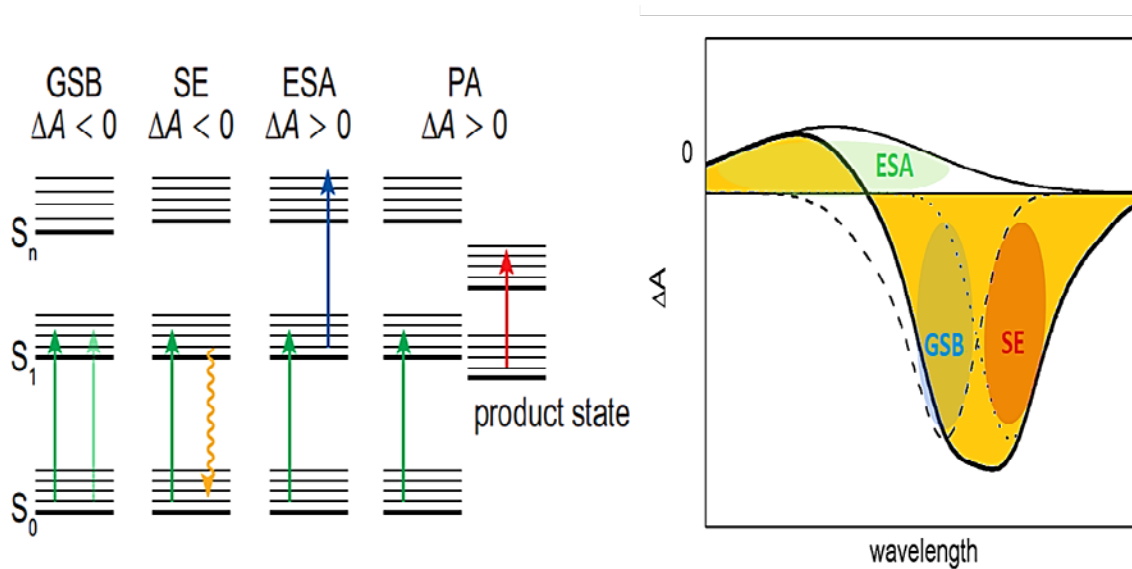 GSB SE ESA PA
ΔA < 0 ΔA < 0 ΔA > 0 ΔA > 0
Sn
S1
S0
product state
0
ESA
ΔA
GSB SE
wavelength